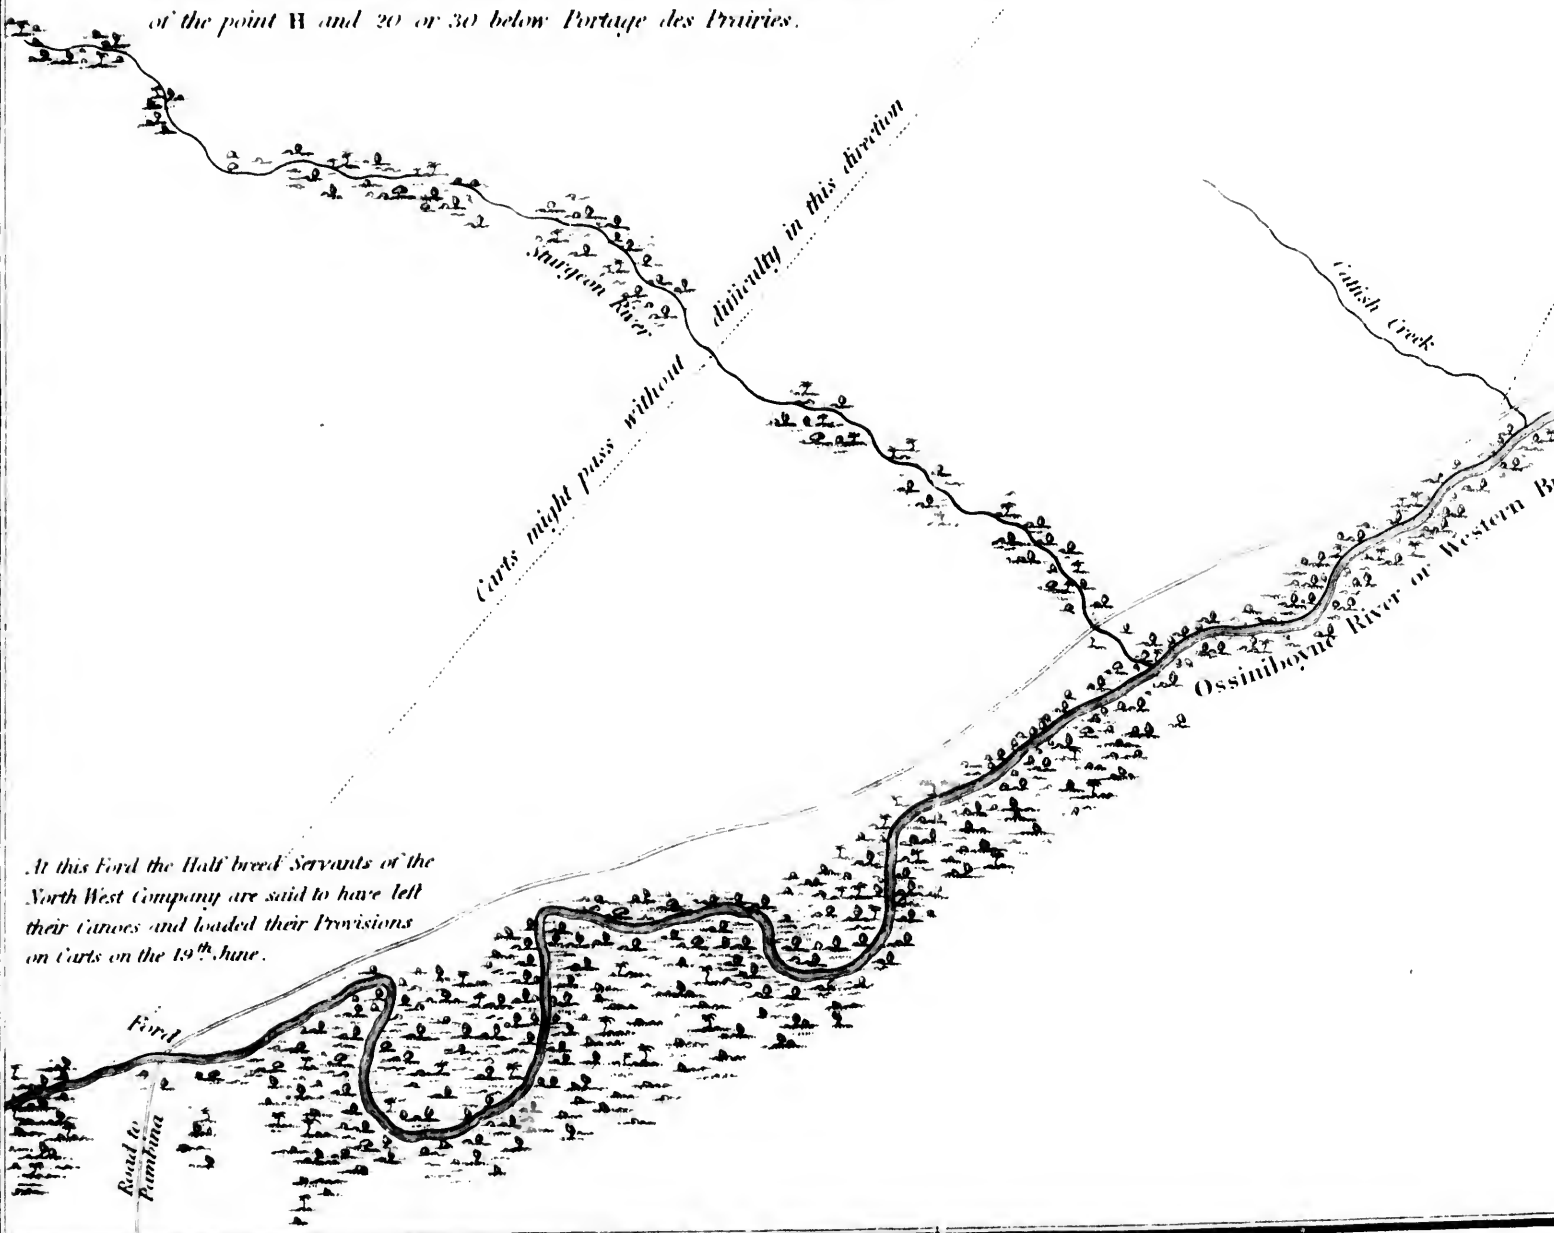 of the point H and 20 or 30 below Portage des Prairies.
Sturgeon River
Carts might pass without difficulty in this direction
Catfish Creek
Ossiniboyne River or Western
At this Ford the Half breed Servants of the
North West Company are said to have left
their Canoes and loaded their Provisions
on Carts on the 19th June.
Ford
Road to
Pambina